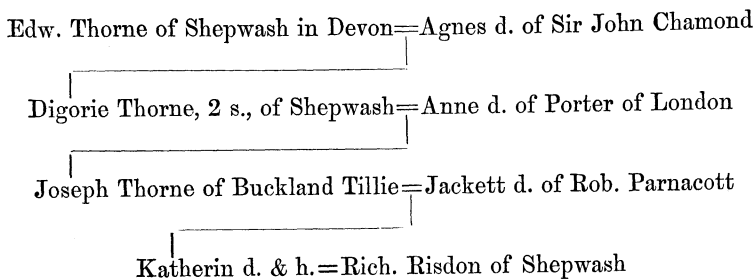 Edw. Thorne of Shepwash in Devon=Agnes d. of Sir John Chamond
Digorie Thorne, 2 s., of Shepwash=Anne d. of Porter of London
Joseph Thorne of Buckland Tillie=Jackett d. of Rob. Parnacott
Katherin d. & h.=Rich. Risdon of Shepwash